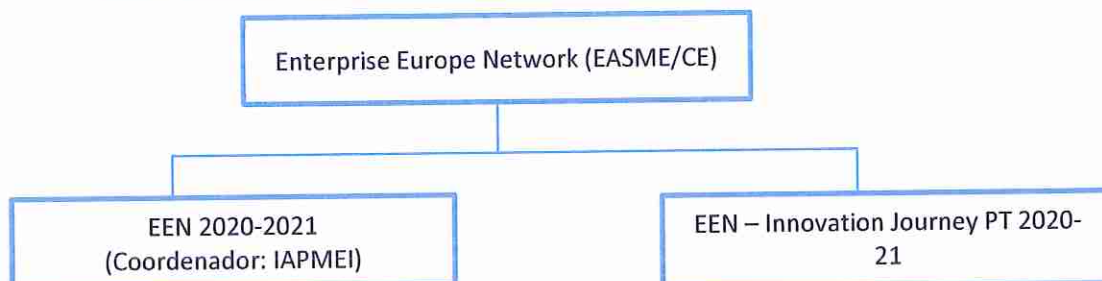 Enterprise Europe Network (EASME/CE)
EEN 2020-2021
(Coordenador: IAPMEI)
EEN – Innovation Journey PT 2020-
21